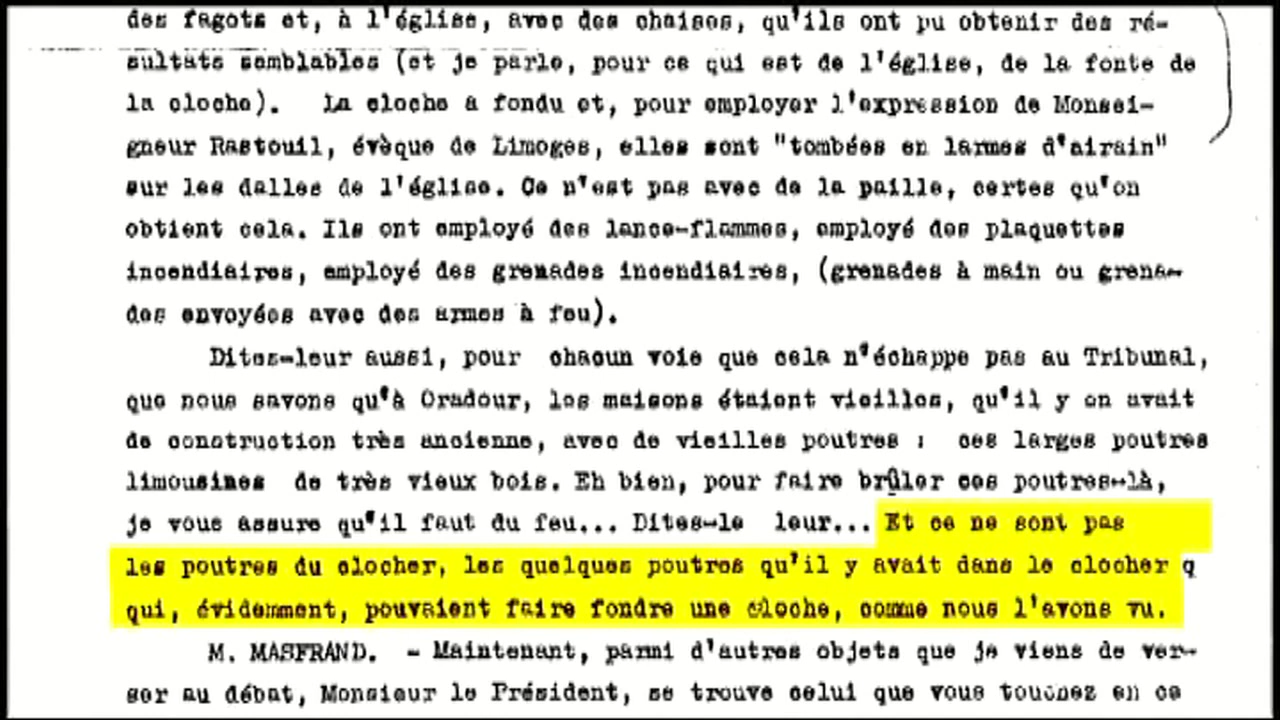 des fagots et, à l'église, avec des chaises, qu'ils ont pu obtenir des ré-
sultats semblables (et je parle, pour ce qui est de l'église, de la fonte de
la cloche). La cloche a fondu et, pour employer l'expression de Monsei-
gneur Rastouil, évèque de Limoges, elles sont "tombées en larmes d'airain"
sur les dalles de l'église. Ce n'est pas avec de la paille, certes qu'on
obtient cela. Ils ont employé des lance-flammes, employé des plaquettes
incendiaires, employé des grenades incendiaires, (grenades à main ou grena-
des envoyées avec des armes à feu).
Dites-leur aussi, pour chacun voie que cela n'échappe pas au Tribunal,
que nous savons qu'à Oradour, les maisons étaient vieilles, qu'il y en avait
de construction très ancienne, avec de vieilles poutres : ces larges poutres
limousines de très vieux bois. Eh bien, pour faire brûler ces poutres-là,
je vous assure qu'il faut du feu... Dites-le leur... Et ce ne sont pas
les poutres du clocher, les quelques poutres qu'il y avait dans le clocher q
qui, évidemment, pouvaient faire fondre une cloche, comme nous l'avons vu.
M. MASFRAND. - Maintenant, parmi d'autres objets que je viens de ver-
ser au débat, Monsieur le Président, se trouve celui que vous touchez en ce